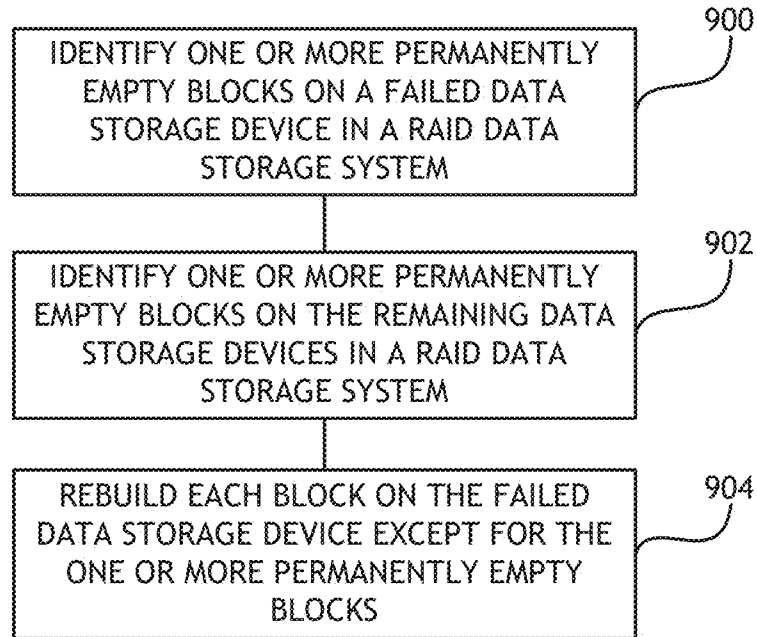 900
IDENTIFY ONE OR MORE PERMANENTLY
EMPTY BLOCKS ON A FAILED DATA
STORAGE DEVICE IN A RAID DATA
STORAGE SYSTEM
902
IDENTIFY ONE OR MORE PERMANENTLY
EMPTY BLOCKS ON THE REMAINING DATA
STORAGE DEVICES IN A RAID DATA
STORAGE SYSTEM
904
REBUILD EACH BLOCK ON THE FAILED
DATA STORAGE DEVICE EXCEPT FOR THE
ONE OR MORE PERMANENTLY EMPTY
BLOCKS